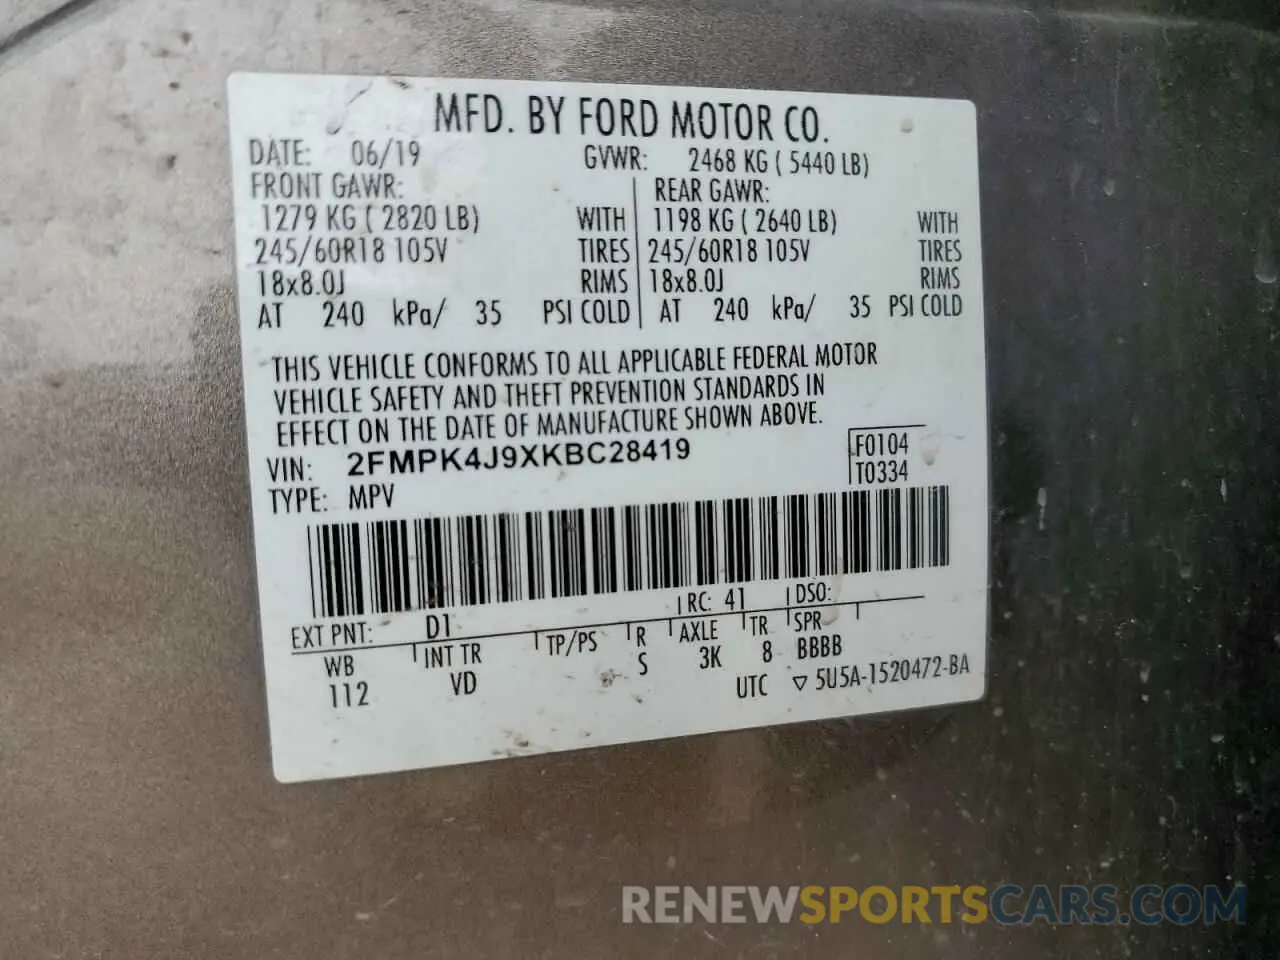 MFD. BY FORD MOTOR CO.
DATE: 06/19 GVWR: 2468 KG ( 5440 LB)
FRONT GAWR: REAR GAWR:
1279 KG ( 2820 LB) WITH 1198 KG ( 2640 LB) WITH
245/60R18 105V TIRES 245/60R18 105V TIRES
18x8.0J RIMS 18x8.0J RIMS
AT 240 kPa/ 35 PSI COLD AT 240 kPa/ 35 PSI COLD
THIS VEHICLE CONFORMS TO ALL APPLICABLE FEDERAL MOTOR
VEHICLE SAFETY AND THEFT PREVENTION STANDARDS IN
EFFECT ON THE DATE OF MANUFACTURE SHOWN ABOVE.
VIN: 2FMPK4J9XKBC28419 F0104
TYPE: MPV T0334
EXT PNT: D1 RC: 41 DSO:
WB INT TR TP/PS R AXLE TR SPR
112 VD S 3K 8 BBBB
UTC ▽ 5U5A-1520472-BA
RENEWSPORTSCARS.COM